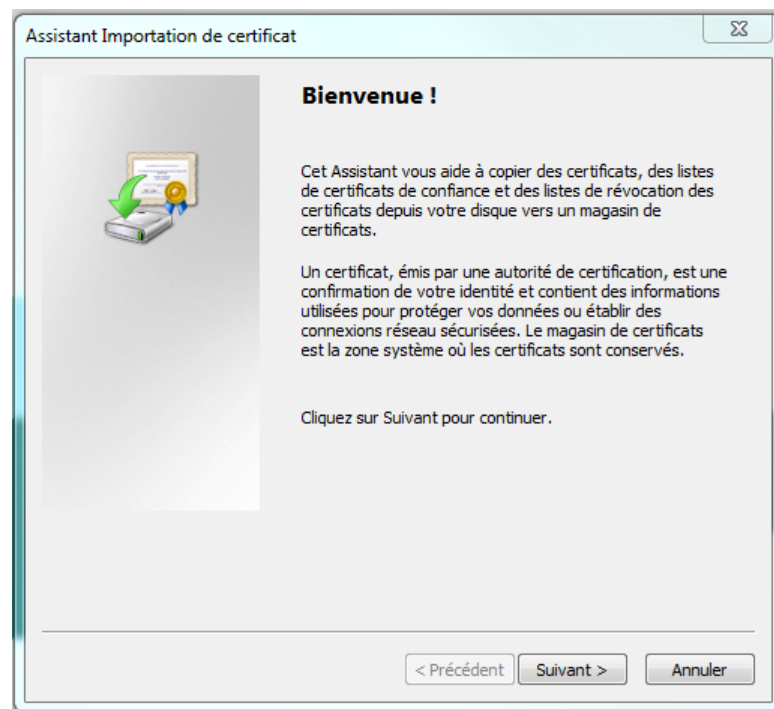 Assistant Importation de certificat
Bienvenue !
Cet Assistant vous aide à copier des certificats, des listes
de certificats de confiance et des listes de révocation des
certificats depuis votre disque vers un magasin de
certificats.
Un certificat, émis par une autorité de certification, est une
confirmation de votre identité et contient des informations
utilisées pour protéger vos données ou établir des
connexions réseau sécurisées. Le magasin de certificats
est la zone système où les certificats sont conservés.
Cliquez sur Suivant pour continuer.
< Précédent Suivant > Annuler